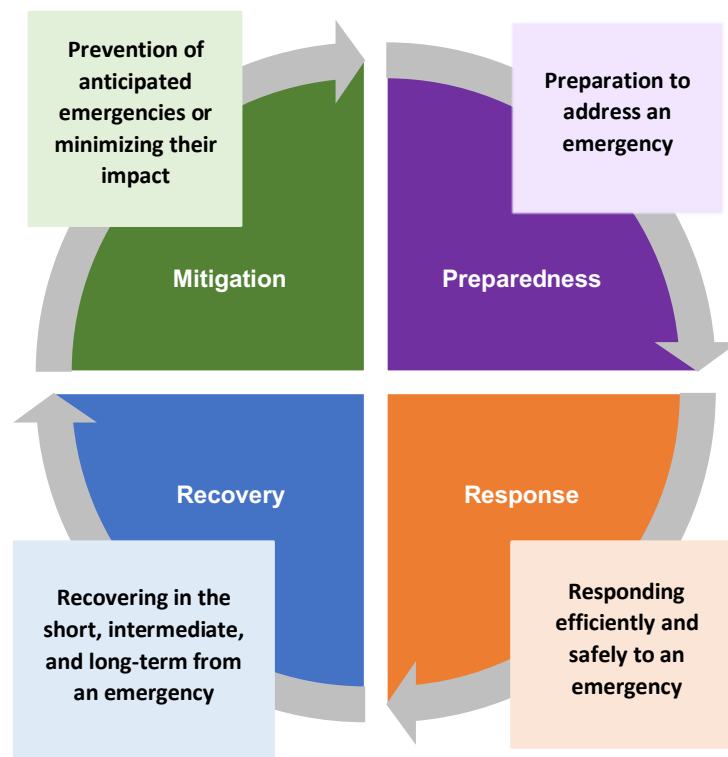 Prevention of
anticipated
emergencies or
minimizing their
impact
Preparation to
address an
emergency
Mitigation
Preparedness
Recovery
Response
Recovering in the
short, intermediate,
and long-term from
an emergency
Responding
efficiently and
safely to an
emergency